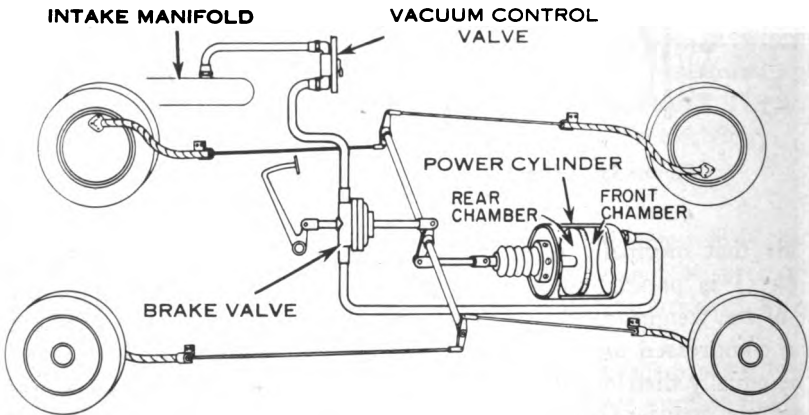 INTAKE MANIFOLD
VACUUM CONTROL
VALVE
POWER CYLINDER
REAR
CHAMBER
FRONT
CHAMBER
BRAKE VALVE